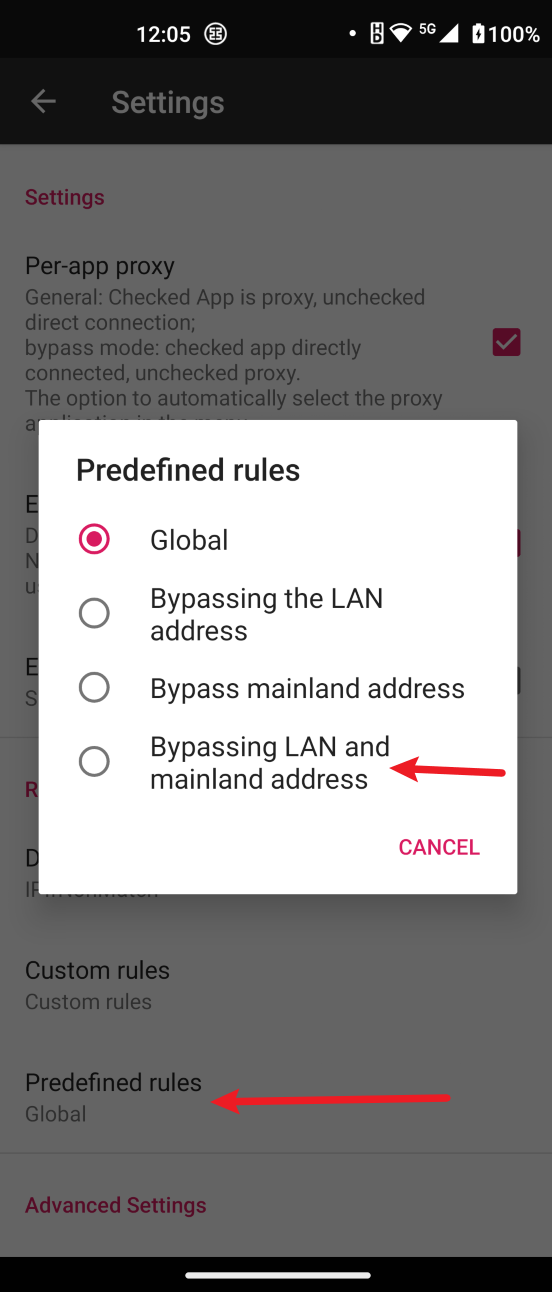 12:05
5G
100%
Settings
Settings
Per-app proxy
General: Checked App is proxy, unchecked
direct connection;
bypass mode: checked app directly
connected, unchecked proxy.
The option to automatically select the proxy
Predefined rules
Global
Bypassing the LAN
address
Bypass mainland address
Bypassing LAN and
mainland address
CANCEL
Custom rules
Custom rules
Predefined rules
Global
Advanced Settings